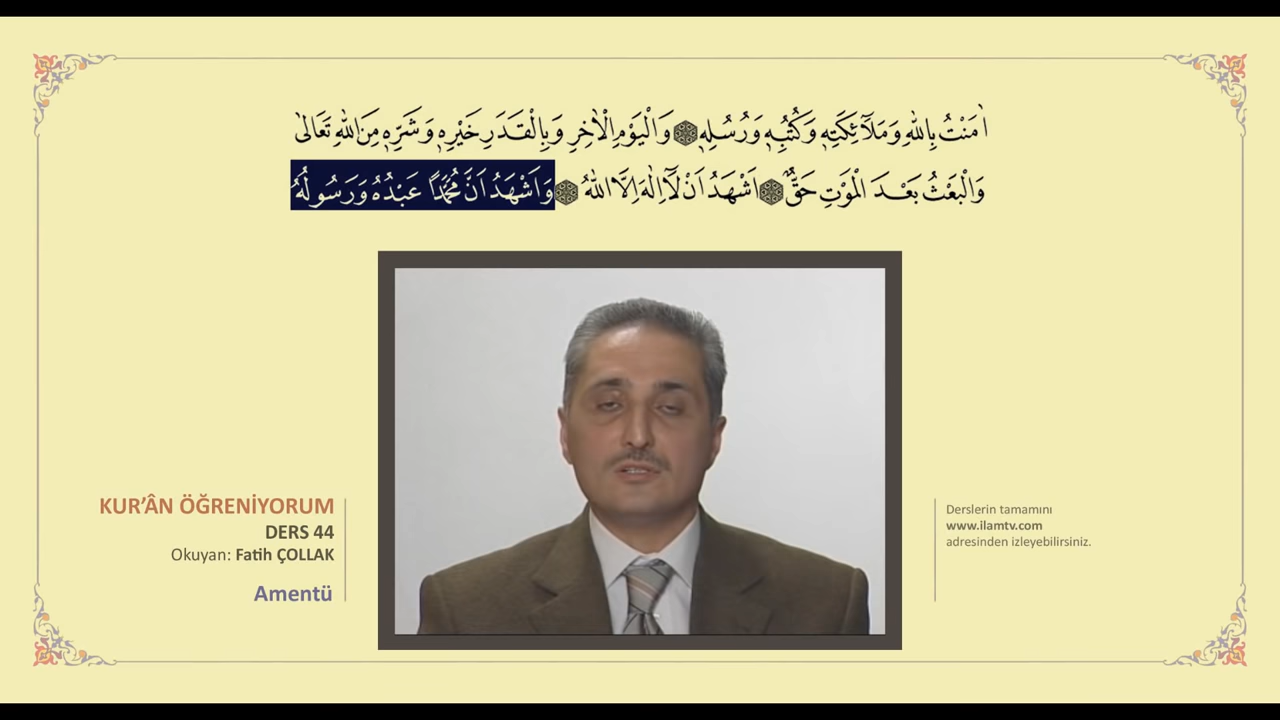 اٰمَنْتُ بِاللّٰهِ وَمَلَٓائِكَتِهٖ وَكُتُبِهٖ وَرُسُلِهٖ ۞ وَالْيَوْمِ الْاٰخِرِ وَبِالْقَدَرِ خَيْرِهٖ وَشَرِّهٖ مِنَ اللّٰهِ تَعَالٰى
وَالْبَعْثُ بَعْدَ الْمَوْتِ حَقٌّ ۞ اَشْهَدُ اَنْ لَٓا اِلٰهَ اِلَّا اللّٰهُ ۞ وَاَشْهَدُ اَنَّ مُحَمَّدًا عَبْدُهُ وَرَسُولُهُ
KUR’ÂN ÖĞRENİYORUM
DERS 44
Okuyan: Fatih ÇOLLAK
Amentü
Derslerin tamamını
www.ilamtv.com
adresinden izleyebilirsiniz.